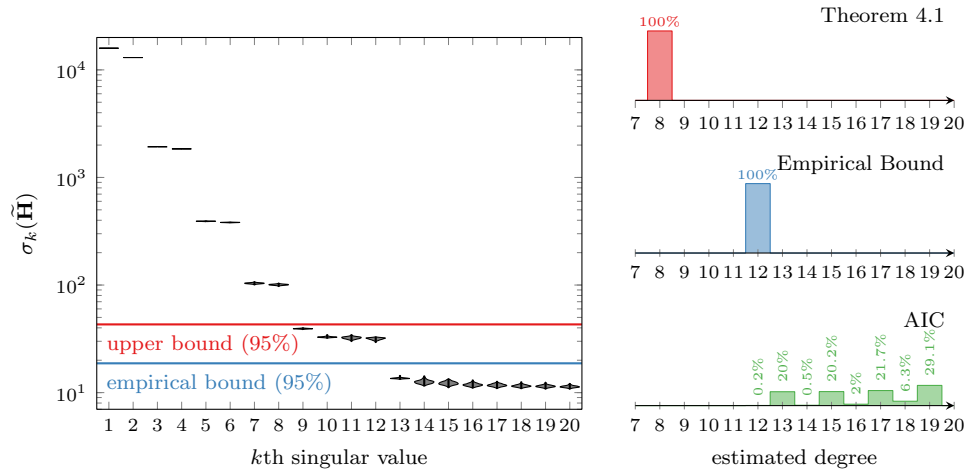 10^4
10^3
10^2
10^1
σ_k(H̃)
upper bound (95%)
empirical bound (95%)
1 2 3 4 5 6 7 8 9 10 11 12 13 14 15 16 17 18 19 20
kth singular value
Theorem 4.1
100%
7 8 9 10 11 12 13 14 15 16 17 18 19 20
Empirical Bound
100%
7 8 9 10 11 12 13 14 15 16 17 18 19 20
AIC
0.2% 20% 0.5% 20.2% 2% 21.7% 6.3% 29.1%
7 8 9 10 11 12 13 14 15 16 17 18 19 20
estimated degree